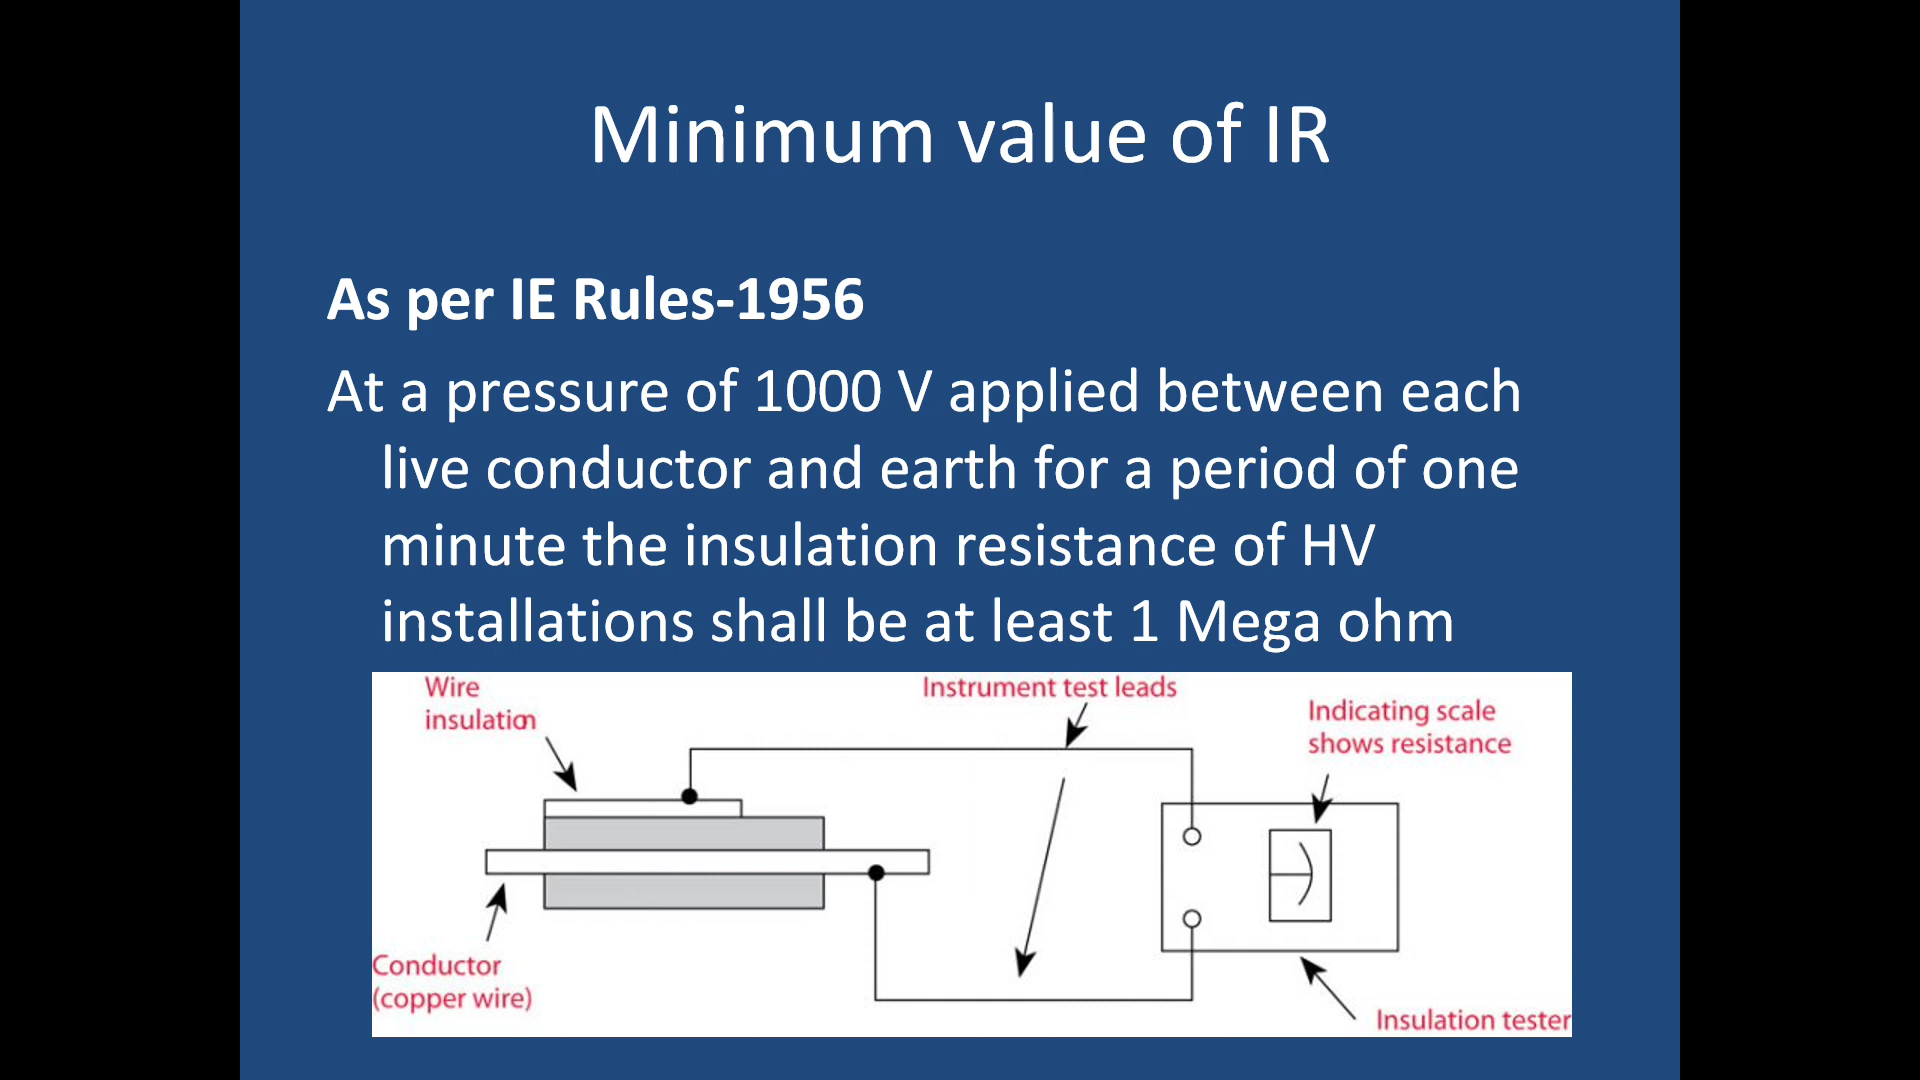 Minimum value of IR
As per IE Rules-1956
At a pressure of 1000 V applied between each
live conductor and earth for a period of one
minute the insulation resistance of HV
installations shall be at least 1 Mega ohm
Wire
insulation
Instrument test leads
Indicating scale
shows resistance
Conductor
(copper wire)
Insulation tester